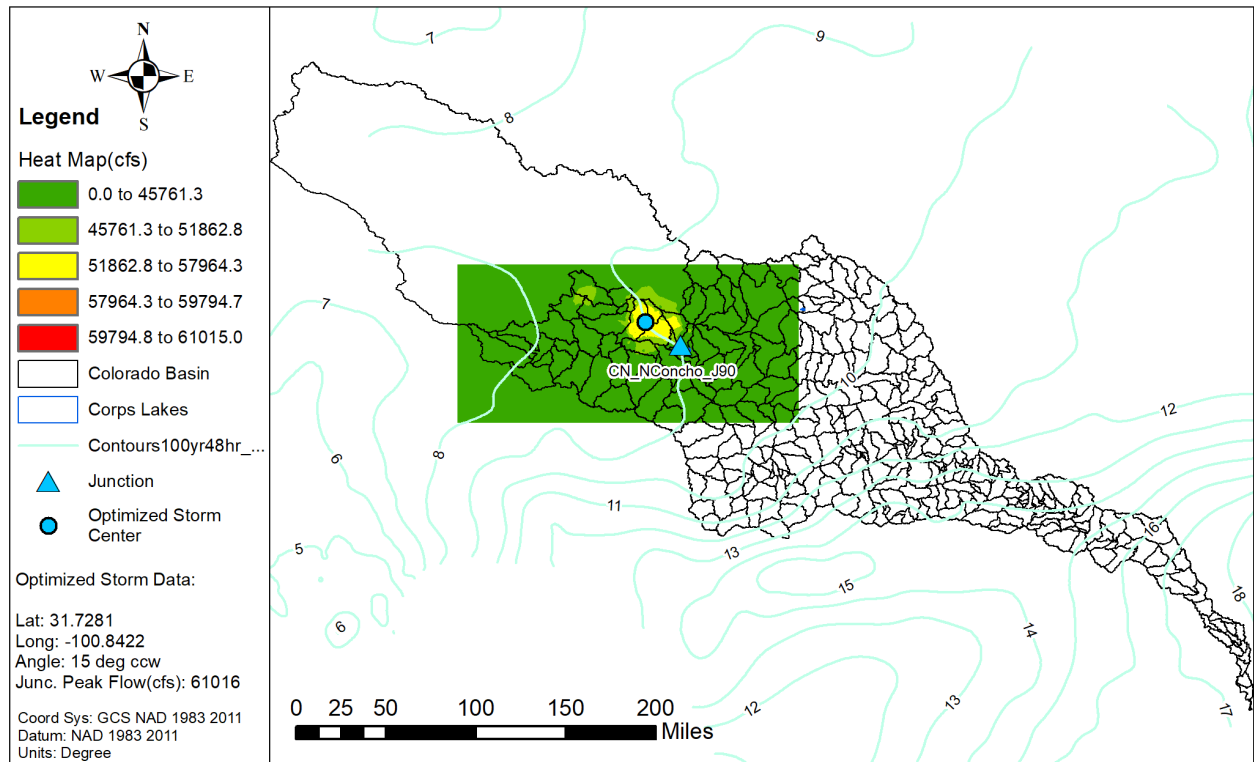 N
W E
S
Legend
Heat Map(cfs)
0.0 to 45761.3
45761.3 to 51862.8
51862.8 to 57964.3
57964.3 to 59794.7
59794.8 to 61015.0
Colorado Basin
Corps Lakes
Contours100yr48hr_...
Junction
Optimized Storm
Center
Optimized Storm Data:
Lat: 31.7281
Long: -100.8422
Angle: 15 deg ccw
Junc. Peak Flow(cfs): 61016
Coord Sys: GCS NAD 1983 2011
Datum: NAD 1983 2011
Units: Degree
7
9
8
7
CN_NConcho_J90
10
12
6
8
11
16
5
13
15
18
6
14
13
12
17
0 25 50 100 150 200
Miles